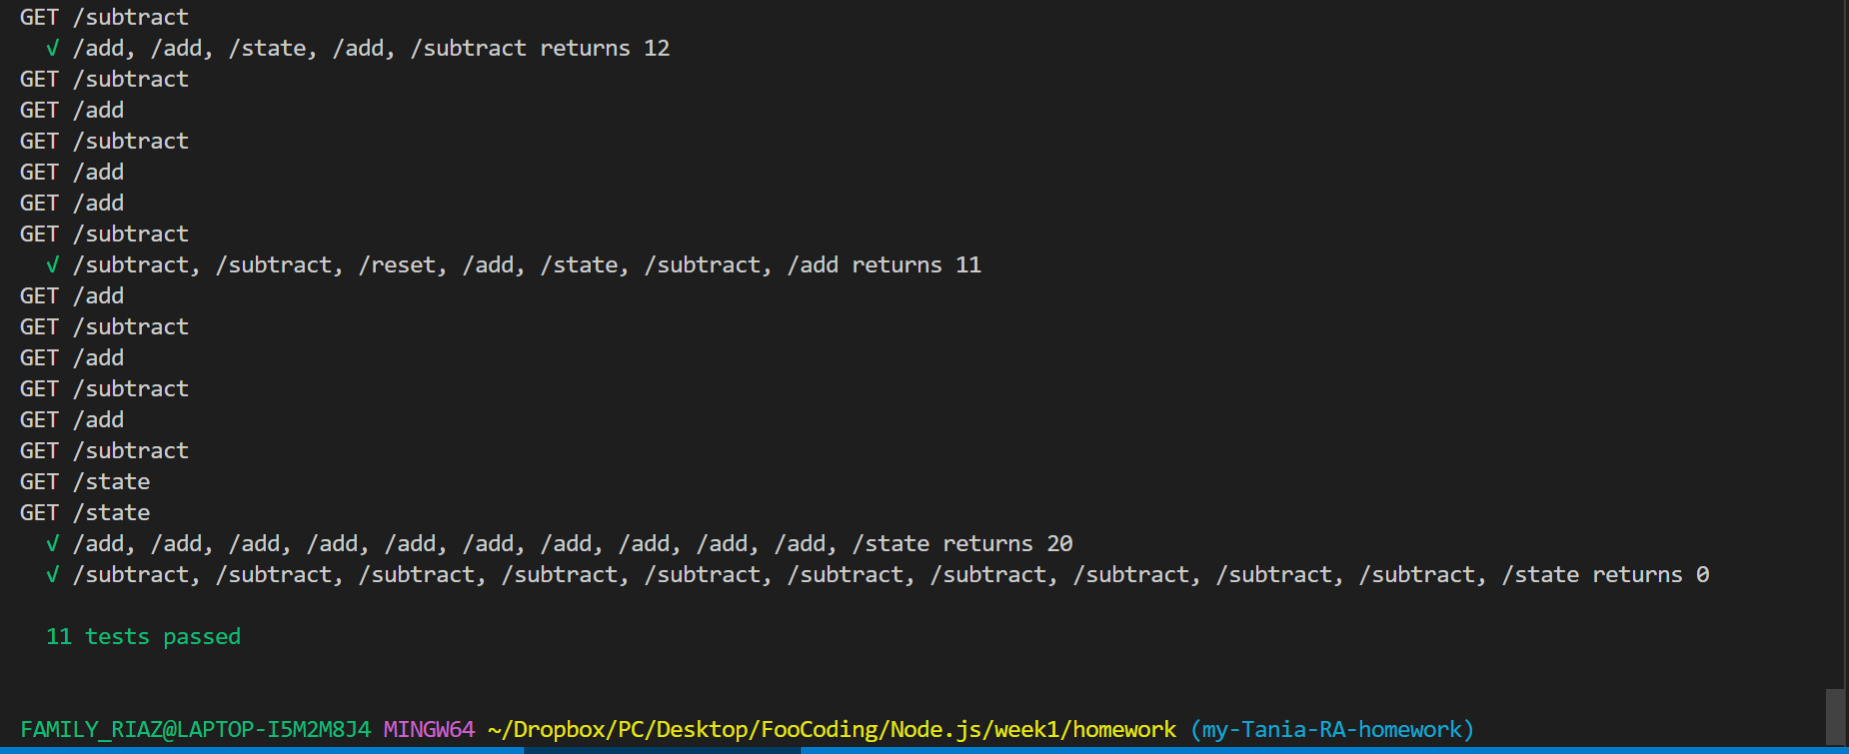 GET /subtract
√ /add, /add, /state, /add, /subtract returns 12
GET /subtract
GET /add
GET /subtract
GET /add
GET /add
GET /subtract
√ /subtract, /subtract, /reset, /add, /state, /subtract, /add returns 11
GET /add
GET /subtract
GET /add
GET /subtract
GET /add
GET /subtract
GET /state
GET /state
√ /add, /add, /add, /add, /add, /add, /add, /add, /add, /add, /state returns 20
√ /subtract, /subtract, /subtract, /subtract, /subtract, /subtract, /subtract, /subtract, /subtract, /subtract, /state returns 0
11 tests passed
FAMILY_RIAZ@LAPTOP-I5M2M8J4 MINGW64 ~/Dropbox/PC/Desktop/FooCoding/Node.js/week1/homework (my-Tania-RA-homework)